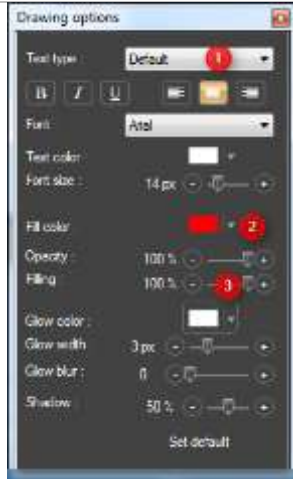 Drawing options
Text type Default 1
B I U
Font Arial
Text color
Font size : 14 px - +
Fill color 2
Opacity : 100 % - +
Filling 100 % - +
3
Glow color :
Glow width 3 px - +
Glow blur : 0 - +
Shadow : 50 % - +
Set default